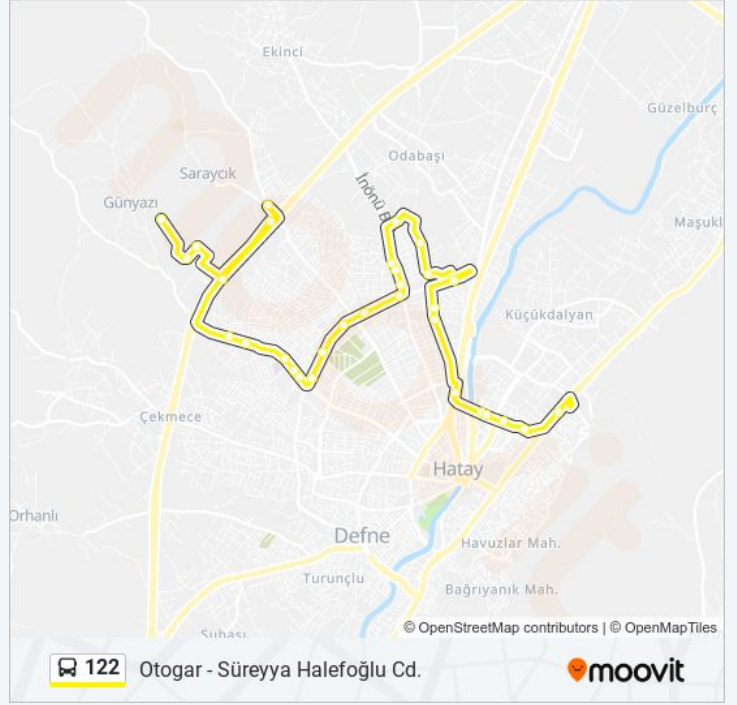 Ekinci
Güzelburç
Odabaşı
Saraycık
İnönü B
Günyazı
Maşukl
Küçükdalyan
Çekmece
Hatay
Orhanlı
Defne
Havuzlar Mah.
Turunçlu
Bağrıyanık Mah.
© OpenStreetMap contributors | © OpenMapTiles
Subaşı
122 Otogar - Süreyya Halefoğlu Cd. moovit